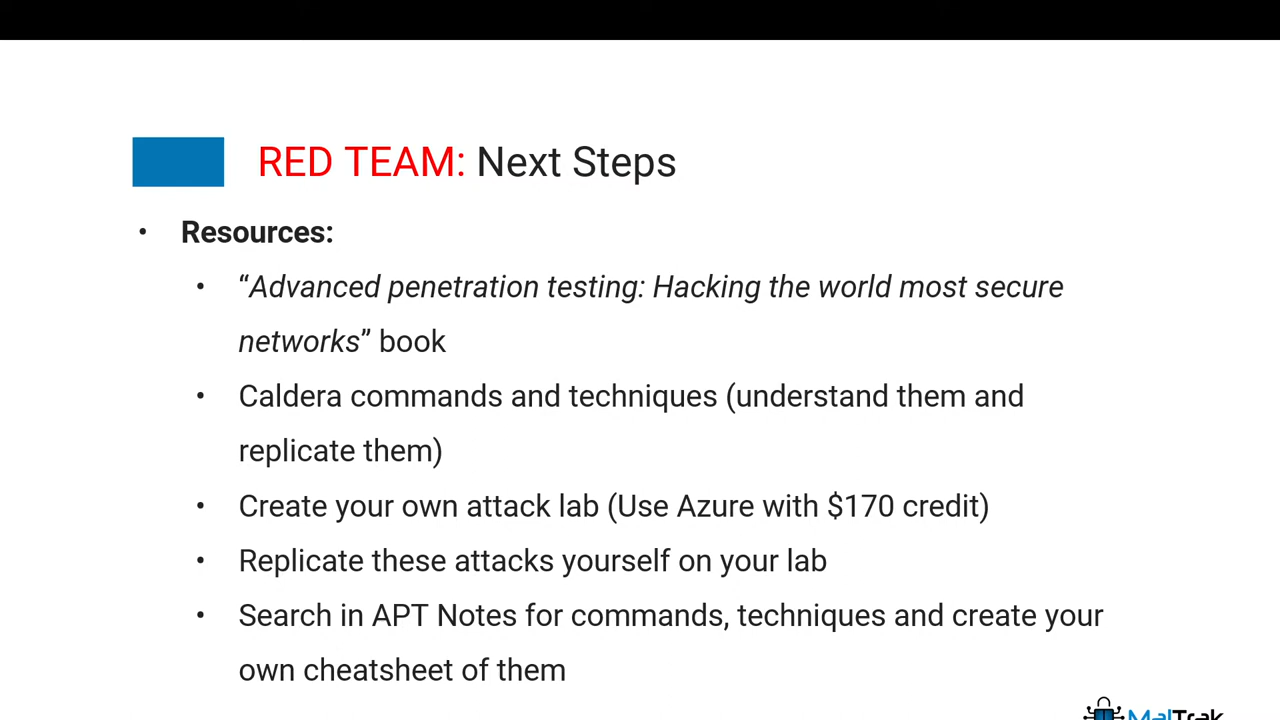 RED TEAM: Next Steps
• Resources:
• “Advanced penetration testing: Hacking the world most secure
networks” book
• Caldera commands and techniques (understand them and
replicate them)
• Create your own attack lab (Use Azure with $170 credit)
• Replicate these attacks yourself on your lab
• Search in APT Notes for commands, techniques and create your
own cheatsheet of them
MalTrak